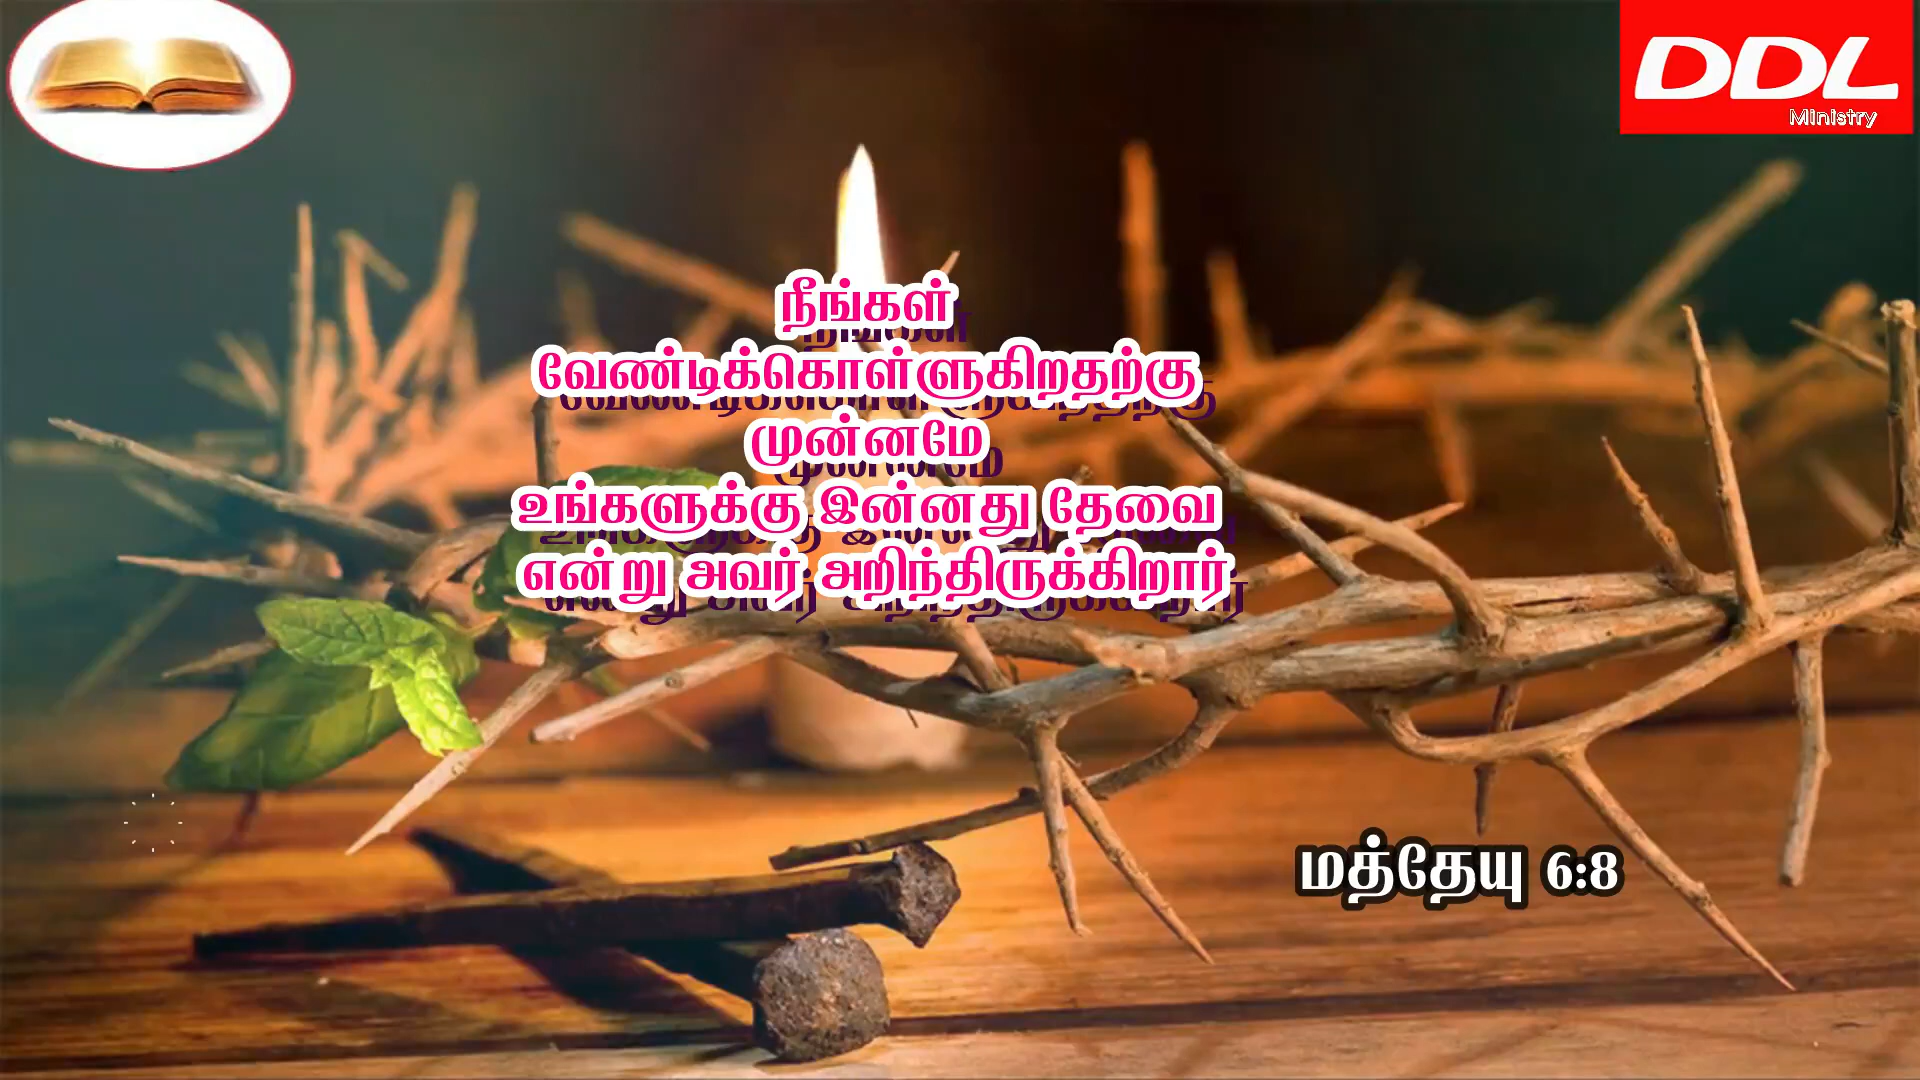 DDL
Ministry
நீங்கள்
வேண்டிக்கொள்ளுகிறதற்கு
முன்னமே
உங்களுக்கு இன்னது தேவை
என்று அவர் அறிந்திருக்கிறார்
மத்தேயு 6:8